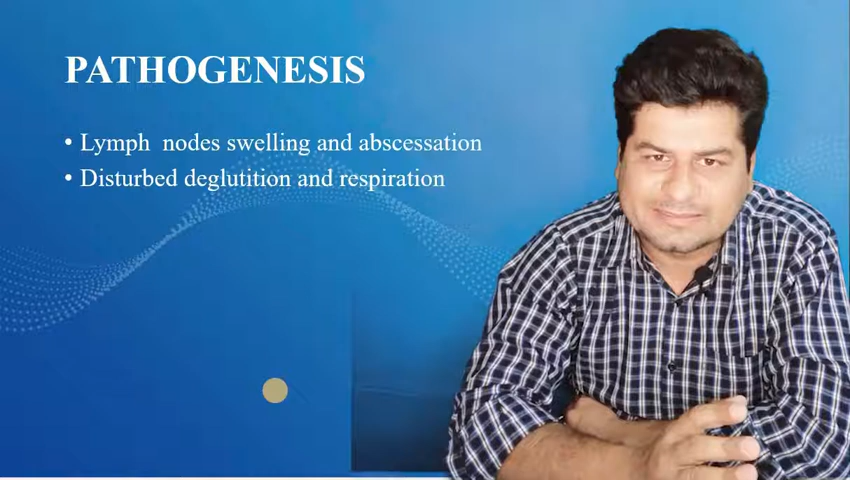 PATHOGENESIS
• Lymph  nodes swelling and abscessation
• Disturbed deglutition and respiration